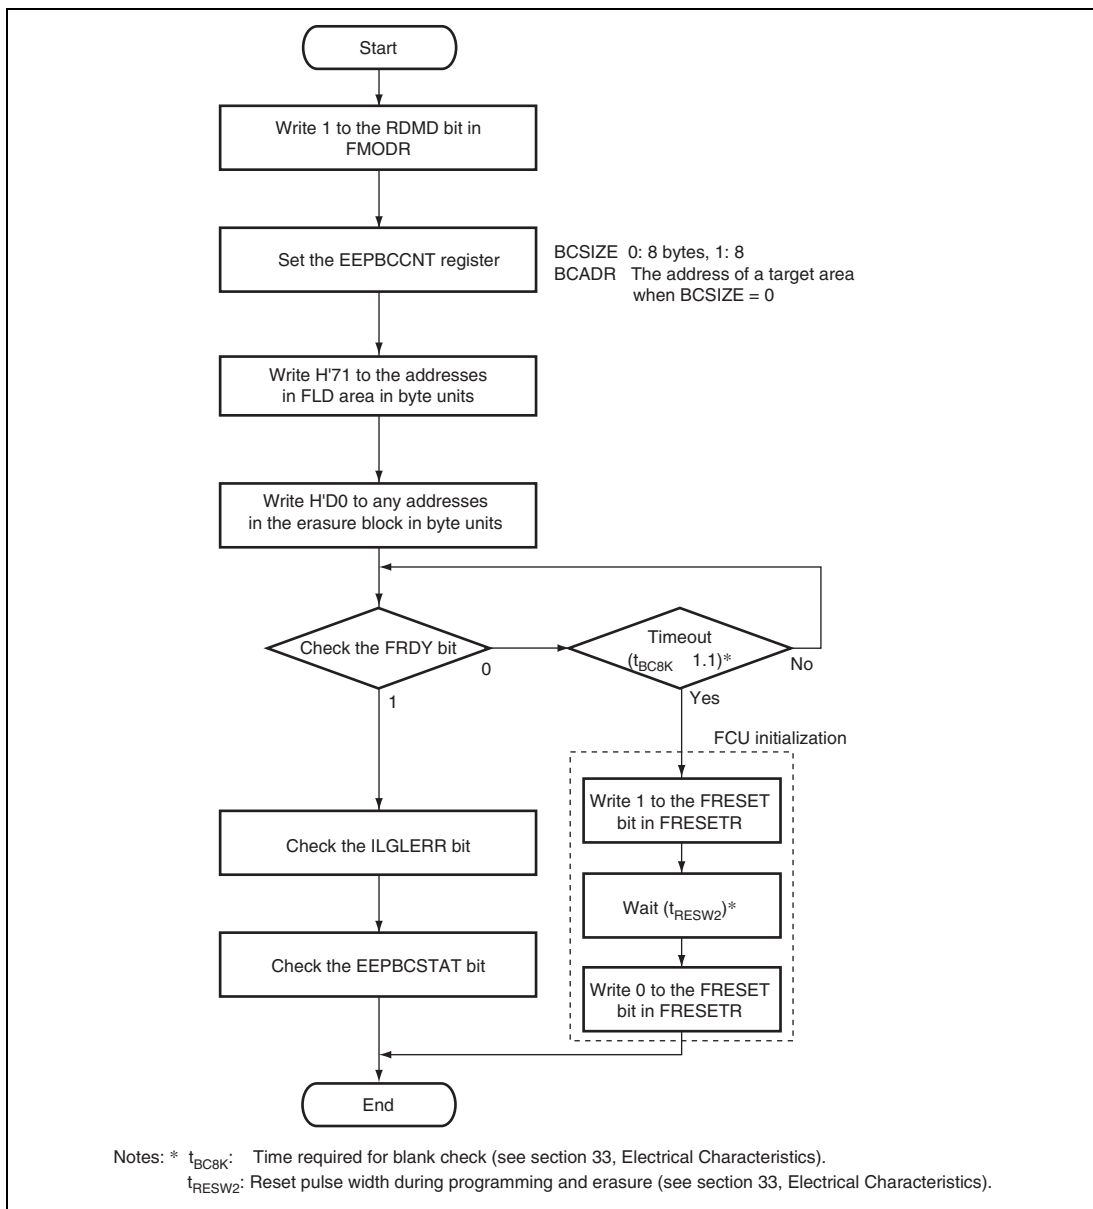 Start
Write 1 to the RDMD bit in
FMODR
Set the EEPBCCNT register
BCSIZE 0: 8 bytes, 1: 8
BCADR The address of a target area
when BCSIZE = 0
Write H'71 to the addresses
in FLD area in byte units
Write H'D0 to any addresses
in the erasure block in byte units
Check the FRDY bit
0
1
Timeout
(tBC8K 1.1)*
No
Yes
FCU initialization
Write 1 to the FRESET
bit in FRESETR
Check the ILGLERR bit
Wait (tRESW2)*
Check the EEPBCSTAT bit
Write 0 to the FRESET
bit in FRESETR
End
Notes: * tBC8K: Time required for blank check (see section 33, Electrical Characteristics).
tRESW2: Reset pulse width during programming and erasure (see section 33, Electrical Characteristics).